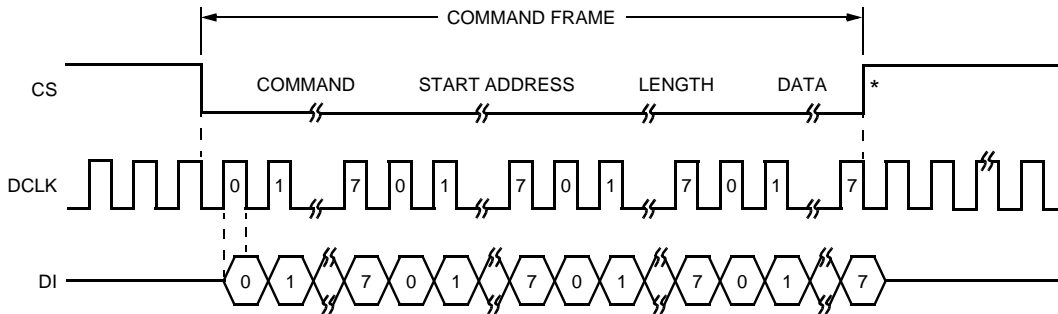 COMMAND FRAME
CS
COMMAND START ADDRESS LENGTH DATA *
DCLK
0 1 7 0 1 7 0 1 7 0 1 7
DI
0 1 7 0 1 7 0 1 7 0 1 7